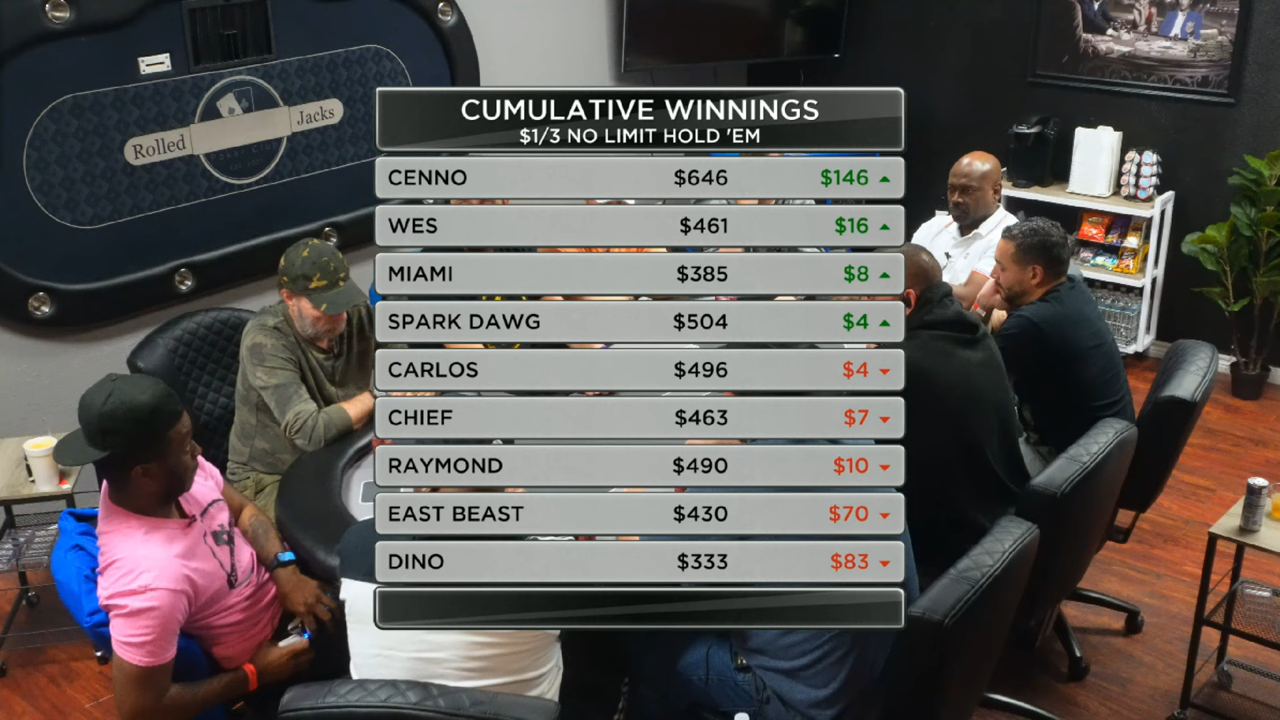 Rolled Jacks
CUMULATIVE WINNINGS
$1/3 NO LIMIT HOLD 'EM
CENNO $646 $146
WES $461 $16
MIAMI $385 $8
SPARK DAWG $504 $4
CARLOS $496 $4
CHIEF $463 $7
RAYMOND $490 $10
EAST BEAST $430 $70
DINO $333 $83